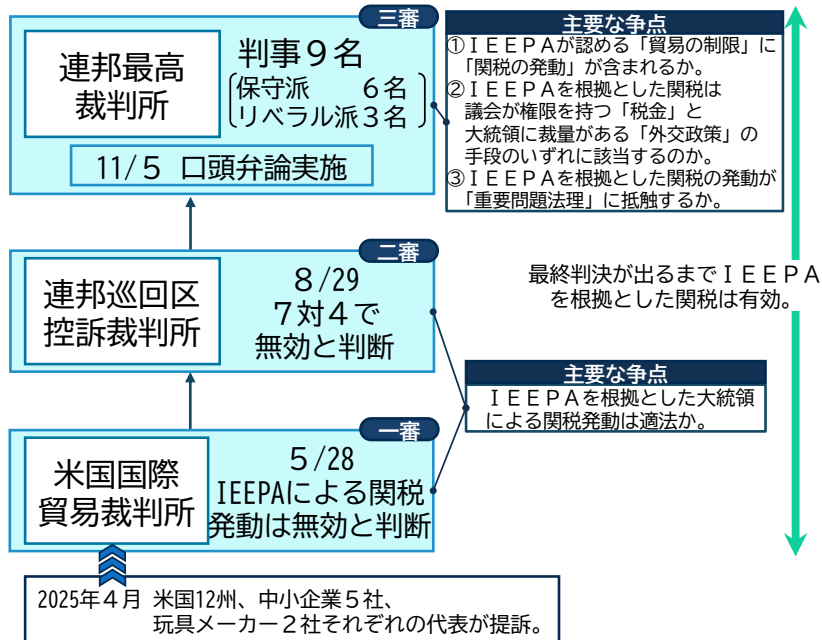 三審
連邦最高
裁判所
判事９名
保守派　　６名
リベラル派３名
11/５ 口頭弁論実施
主要な争点
①ＩＥＥＰＡが認める「貿易の制限」に
「関税の発動」が含まれるか。
②ＩＥＥＰＡを根拠とした関税は
議会が権限を持つ「税金」と
大統領に裁量がある「外交政策」の
手段のいずれに該当するのか。
③ＩＥＥＰＡを根拠とした関税の発動が
「重要問題法理」に抵触するか。
二審
連邦巡回区
控訴裁判所
８/29
７対４で
無効と判断
最終判決が出るまでＩＥＥＰＡ
を根拠とした関税は有効。
主要な争点
ＩＥＥＰＡを根拠とした大統領
による関税発動は適法か。
一審
米国国際
貿易裁判所
５/28
IEEPAによる関税
発動は無効と判断
2025年４月 米国12州、中小企業５社、
玩具メーカー２社それぞれの代表が提訴。